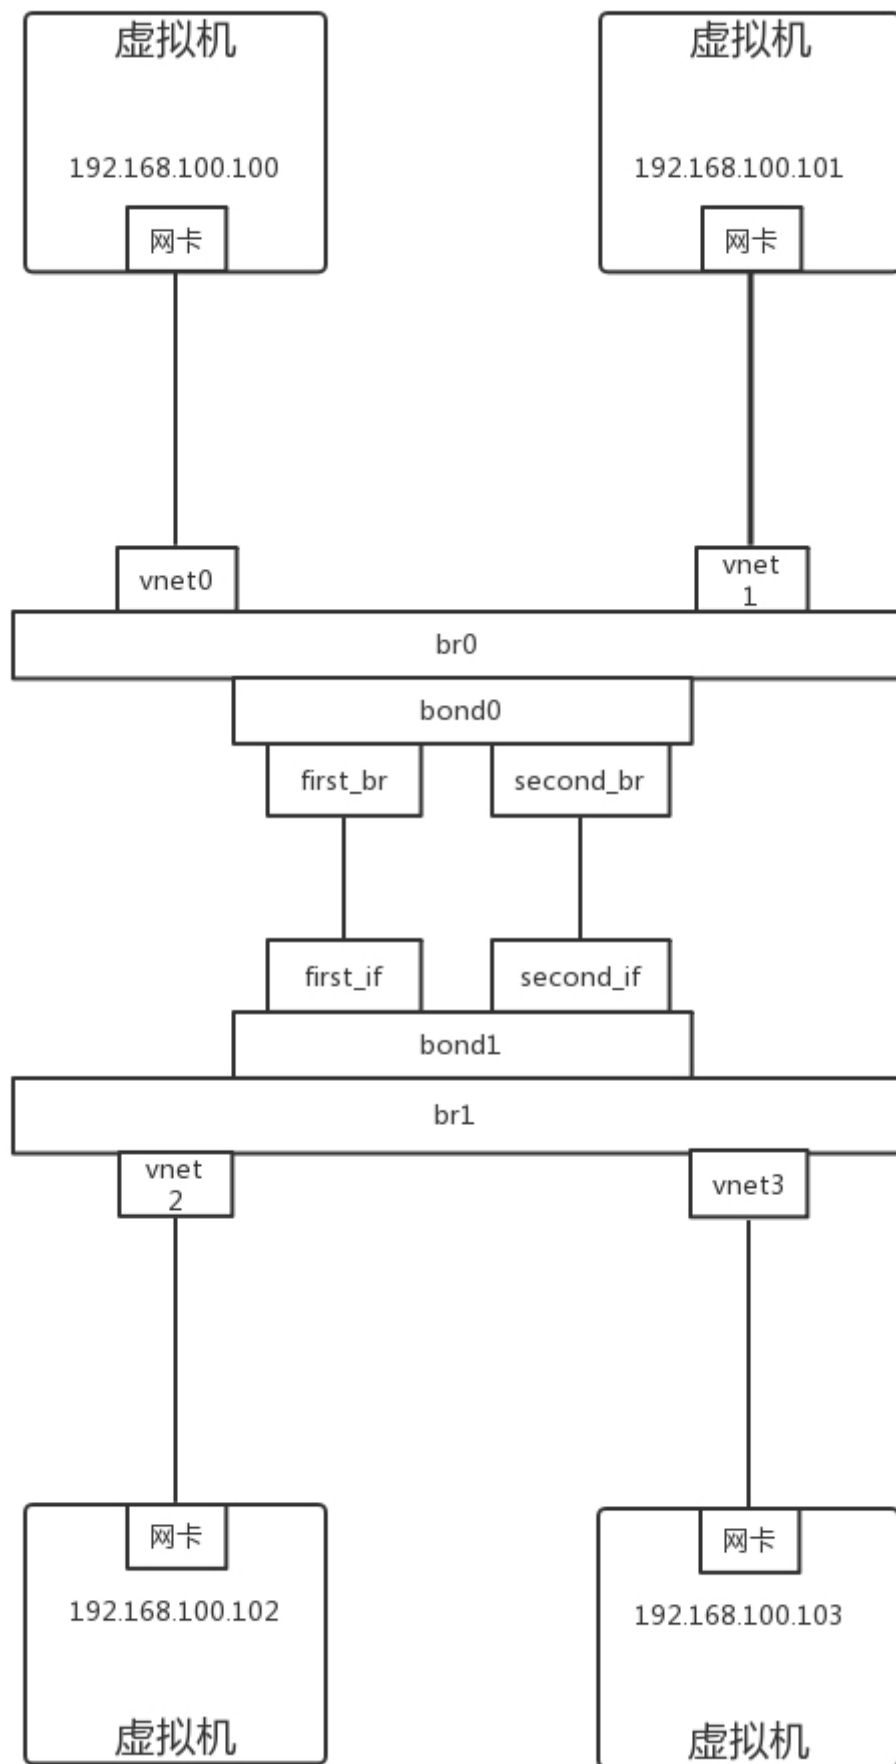 虚拟机
虚拟机
192.168.100.100
192.168.100.101
网卡
网卡
vnet0
vnet
1
br0
bond0
first_br
second_br
first_if
second_if
bond1
br1
vnet
2
vnet3
网卡
网卡
192.168.100.102
192.168.100.103
虚拟机
虚拟机